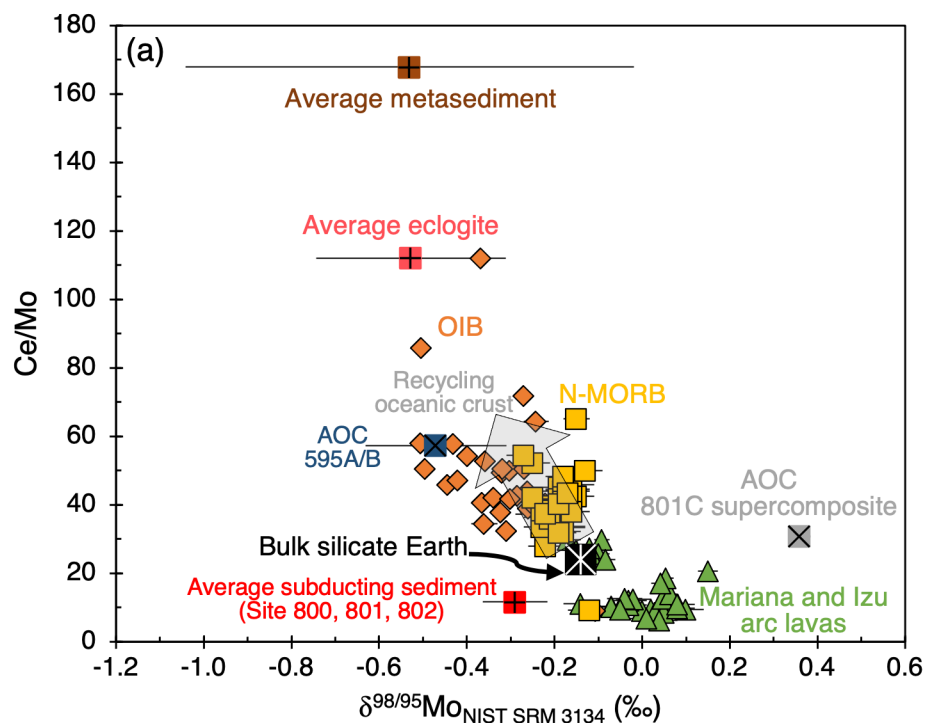 (a)
180
160
140
120
100
80
60
40
20
0
Ce/Mo
Average metasediment
Average eclogite
OIB
Recycling
oceanic crust
N-MORB
AOC
595A/B
AOC
801C supercomposite
Bulk silicate Earth
Average subducting sediment
(Site 800, 801, 802)
Mariana and Izu
arc lavas
-1.2 -1.0 -0.8 -0.6 -0.4 -0.2 0.0 0.2 0.4 0.6
δ98/95MoNIST SRM 3134 (‰)